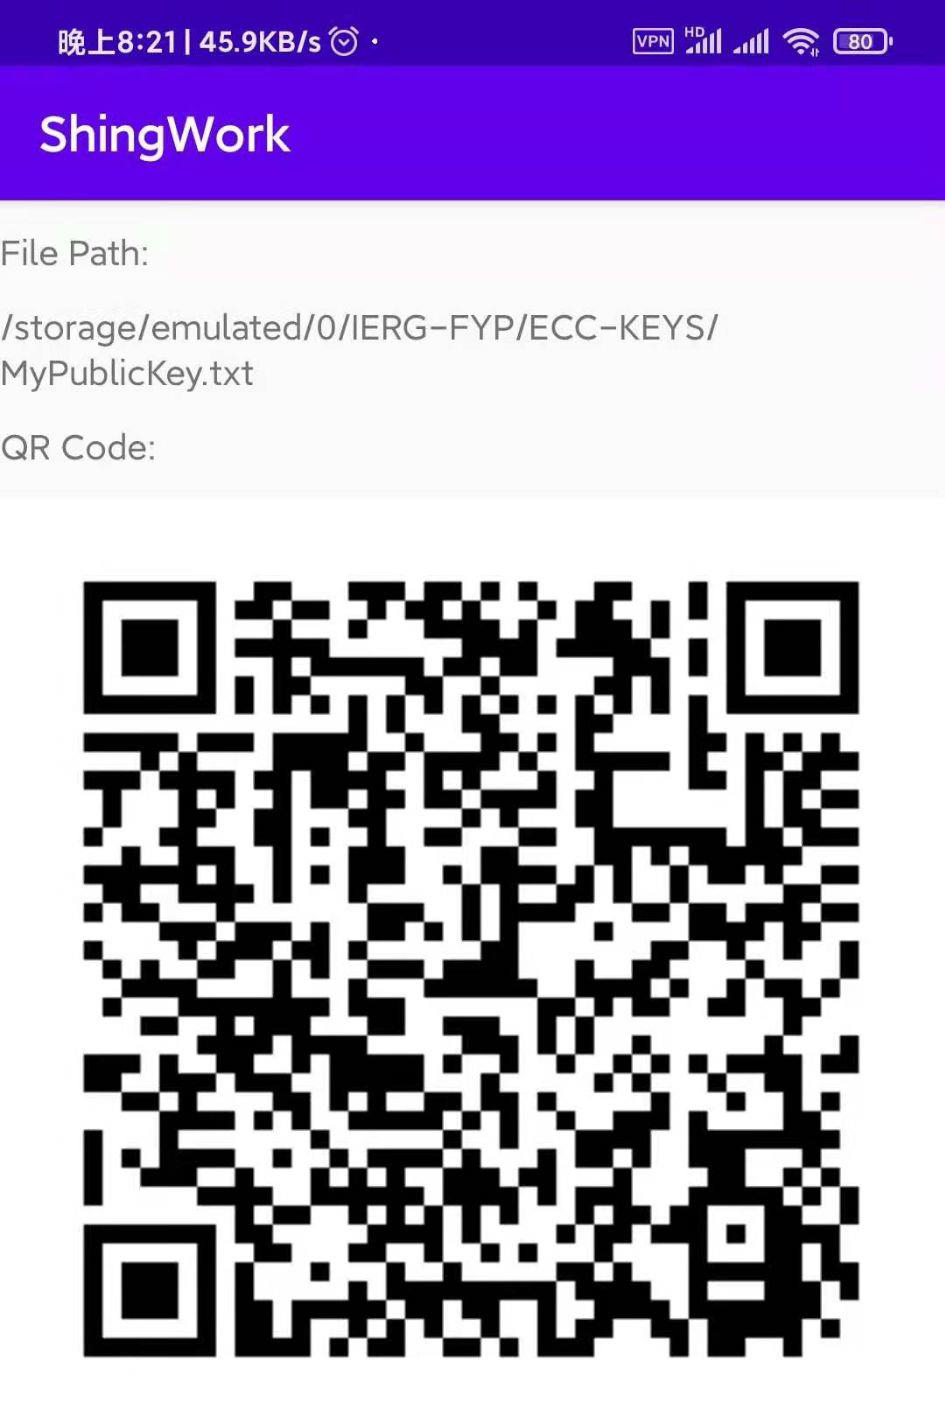 晚上8:21 | 45.9KB/s
VPN HD 80
ShingWork
File Path:
/storage/emulated/0/IERG-FYP/ECC-KEYS/
MyPublicKey.txt
QR Code: